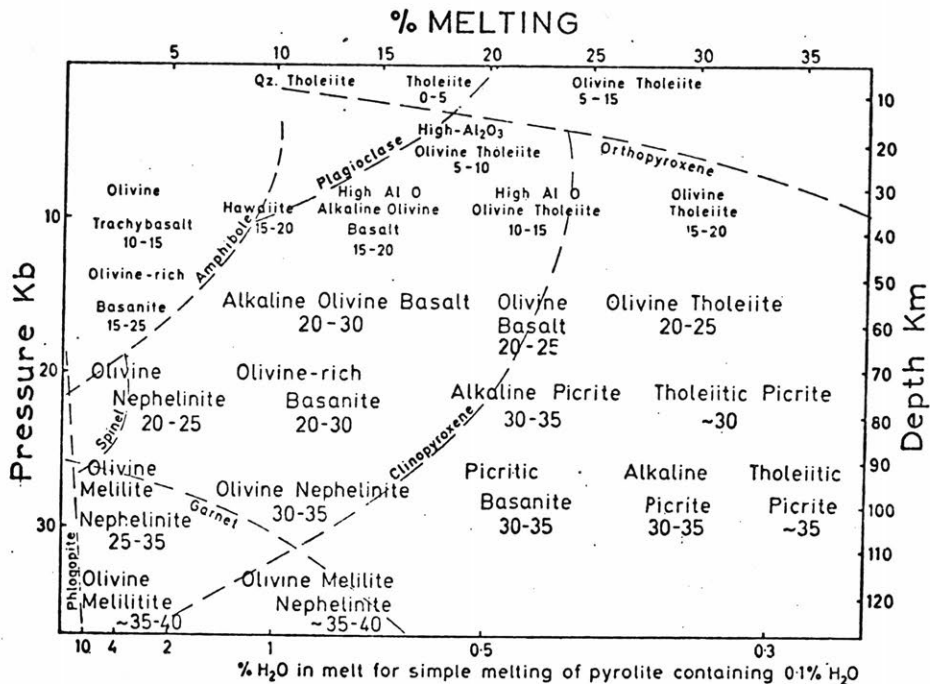 % MELTING
5 10 15 20 25 30 35
Qz. Tholeiite
Tholeiite
0-5
Olivine Tholeiite
5-15
High-Al₂O₃
Olivine Tholeiite
5-10
Plagioclase
Orthopyroxene
Olivine
Trachybasalt
10-15
Hawaiite
15-20
High Al O
Alkaline Olivine
Basalt
15-20
High Al O
Olivine Tholeiite
10-15
Olivine
Tholeiite
15-20
Amphibole
Olivine-rich
Basanite
15-25
Alkaline Olivine Basalt
20-30
Olivine
Basalt
20-25
Olivine Tholeiite
20-25
Olivine
Nephelinite
20-25
Olivine-rich
Basanite
20-30
Alkaline Picrite
30-35
Tholeiitic Picrite
~30
Spinel
Clinopyroxene
Olivine
Melilite
Nephelinite
25-35
Garnet
Olivine Nephelinite
30-35
Picritic
Basanite
30-35
Alkaline
Picrite
30-35
Tholeiitic
Picrite
~35
Phlogopite
Olivine
Melilitite
~35-40
Olivine Melilite
Nephelinite
~35-40
Pressure Kb
10
20
30
Depth Km
10
20
30
40
50
60
70
80
90
100
110
120
10 4 2 1 0.5 0.3
% H₂O in melt for simple melting of pyrolite containing 0.1% H₂O